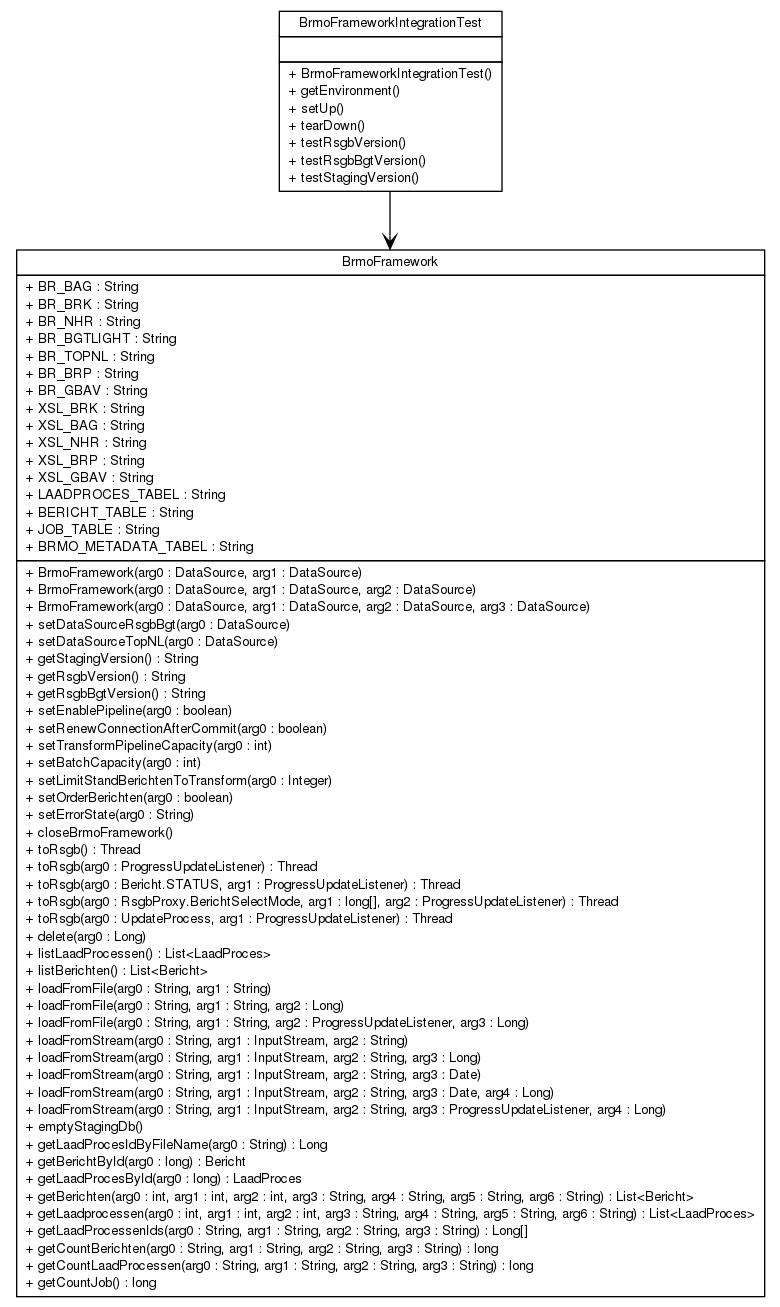 BrmoFrameworkIntegrationTest
+ BrmoFrameworkIntegrationTest()
+ getEnvironment()
+ setUp()
+ tearDown()
+ testRsgbVersion()
+ testRsgbBgtVersion()
+ testStagingVersion()
BrmoFramework
+ BR_BAG : String
+ BR_BRK : String
+ BR_NHR : String
+ BR_BGTLIGHT : String
+ BR_TOPNL : String
+ BR_BRP : String
+ BR_GBAV : String
+ XSL_BRK : String
+ XSL_BAG : String
+ XSL_NHR : String
+ XSL_BRP : String
+ XSL_GBAV : String
+ LAADPROCES_TABEL : String
+ BERICHT_TABLE : String
+ JOB_TABLE : String
+ BRMO_METADATA_TABEL : String
+ BrmoFramework(arg0 : DataSource, arg1 : DataSource)
+ BrmoFramework(arg0 : DataSource, arg1 : DataSource, arg2 : DataSource)
+ BrmoFramework(arg0 : DataSource, arg1 : DataSource, arg2 : DataSource, arg3 : DataSource)
+ setDataSourceRsgbBgt(arg0 : DataSource)
+ setDataSourceTopNL(arg0 : DataSource)
+ getStagingVersion() : String
+ getRsgbVersion() : String
+ getRsgbBgtVersion() : String
+ setEnablePipeline(arg0 : boolean)
+ setRenewConnectionAfterCommit(arg0 : boolean)
+ setTransformPipelineCapacity(arg0 : int)
+ setBatchCapacity(arg0 : int)
+ setLimitStandBerichtenToTransform(arg0 : Integer)
+ setOrderBerichten(arg0 : boolean)
+ setErrorState(arg0 : String)
+ closeBrmoFramework()
+ toRsgb() : Thread
+ toRsgb(arg0 : ProgressUpdateListener) : Thread
+ toRsgb(arg0 : Bericht.STATUS, arg1 : ProgressUpdateListener) : Thread
+ toRsgb(arg0 : RsgbProxy.BerichtSelectMode, arg1 : long[], arg2 : ProgressUpdateListener) : Thread
+ toRsgb(arg0 : UpdateProcess, arg1 : ProgressUpdateListener) : Thread
+ delete(arg0 : Long)
+ listLaadProcessen() : List<LaadProces>
+ listBerichten() : List<Bericht>
+ loadFromFile(arg0 : String, arg1 : String)
+ loadFromFile(arg0 : String, arg1 : String, arg2 : Long)
+ loadFromFile(arg0 : String, arg1 : String, arg2 : ProgressUpdateListener, arg3 : Long)
+ loadFromStream(arg0 : String, arg1 : InputStream, arg2 : String)
+ loadFromStream(arg0 : String, arg1 : InputStream, arg2 : String, arg3 : Long)
+ loadFromStream(arg0 : String, arg1 : InputStream, arg2 : String, arg3 : Date)
+ loadFromStream(arg0 : String, arg1 : InputStream, arg2 : String, arg3 : Date, arg4 : Long)
+ loadFromStream(arg0 : String, arg1 : InputStream, arg2 : String, arg3 : ProgressUpdateListener, arg4 : Long)
+ emptyStagingDb()
+ getLaadProcesIdByFileName(arg0 : String) : Long
+ getBerichtById(arg0 : long) : Bericht
+ getLaadProcesById(arg0 : long) : LaadProces
+ getBerichten(arg0 : int, arg1 : int, arg2 : int, arg3 : String, arg4 : String, arg5 : String, arg6 : String) : List<Bericht>
+ getLaadprocessen(arg0 : int, arg1 : int, arg2 : int, arg3 : String, arg4 : String, arg5 : String, arg6 : String) : List<LaadProces>
+ getLaadProcessenIds(arg0 : String, arg1 : String, arg2 : String, arg3 : String) : Long[]
+ getCountBerichten(arg0 : String, arg1 : String, arg2 : String, arg3 : String) : long
+ getCountLaadProcessen(arg0 : String, arg1 : String, arg2 : String, arg3 : String) : long
+ getCountJob() : long